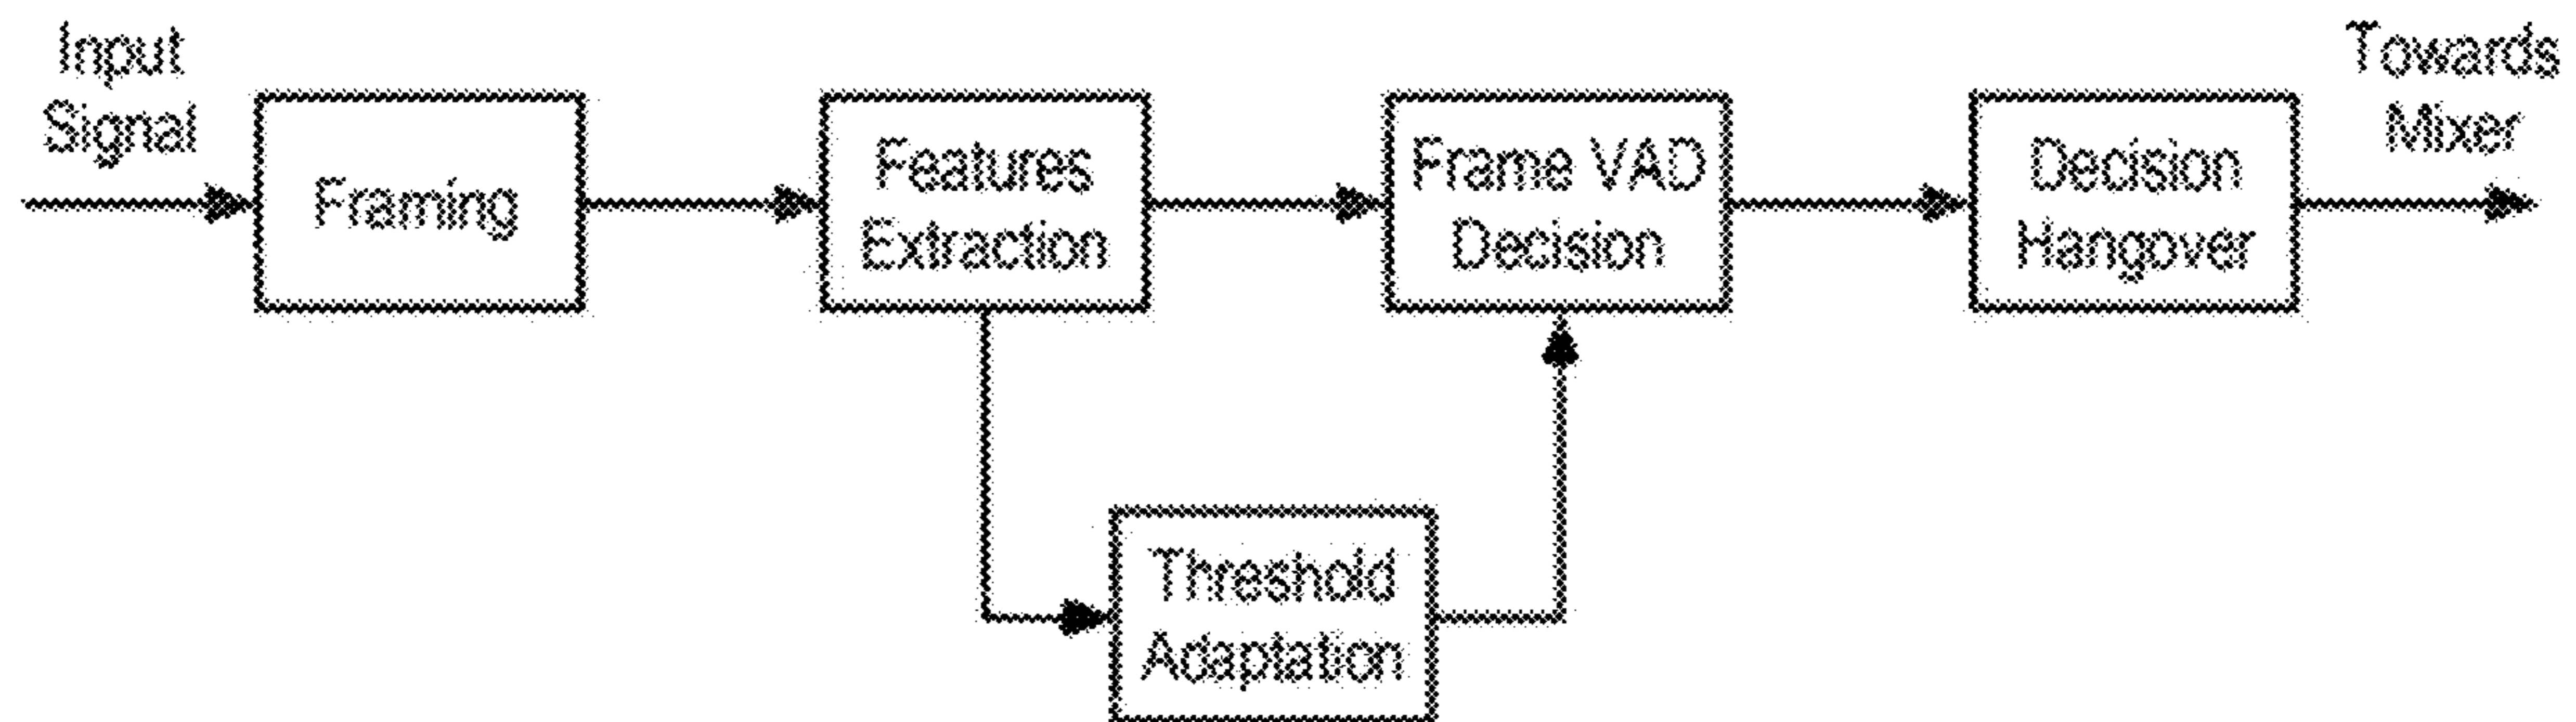 Input
Signal
Framing
Features
Extraction
Frame VAD
Decision
Decision
Hangover
Towards
Mixer
Threshold
Adaptation